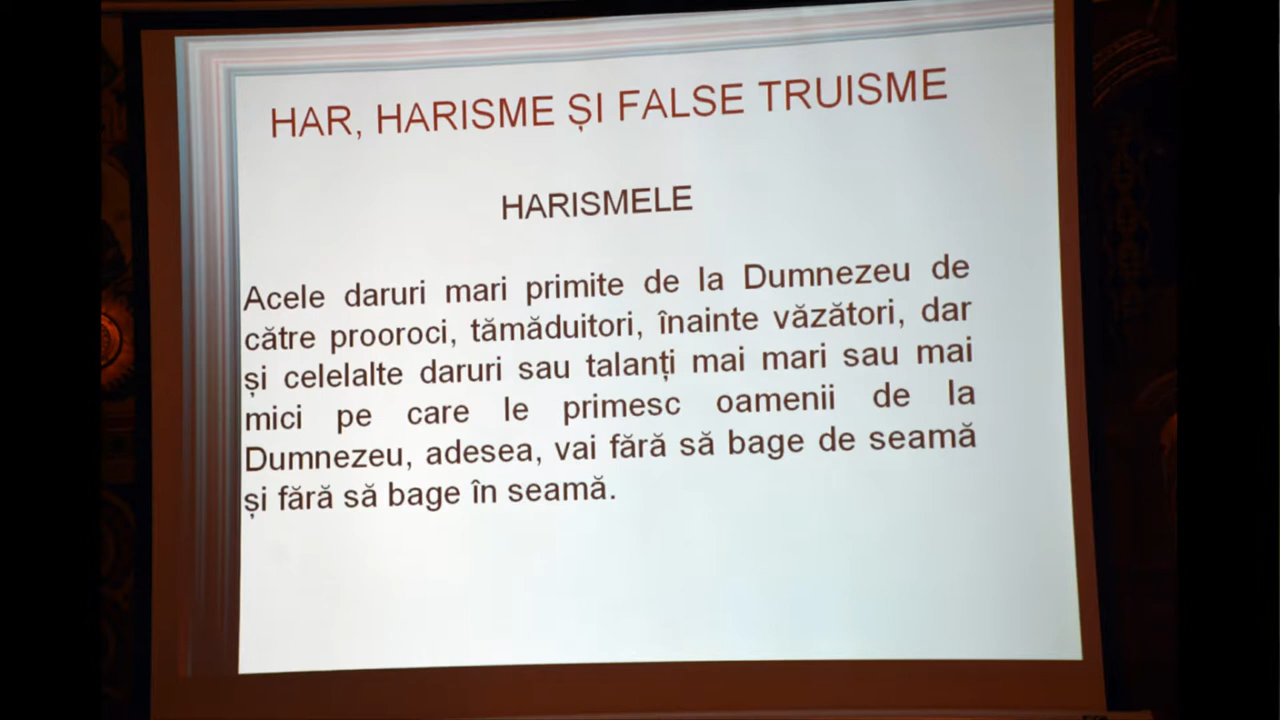 HAR, HARISME ȘI FALSE TRUISME
HARISMELE
Acele daruri mari primite de la Dumnezeu de
către prooroci, tămăduitori, înainte văzători, dar
și celelalte daruri sau talanți mai mari sau mai
mici pe care le primesc oamenii de la
Dumnezeu, adesea, vai fără să bage de seamă
și fără să bage în seamă.